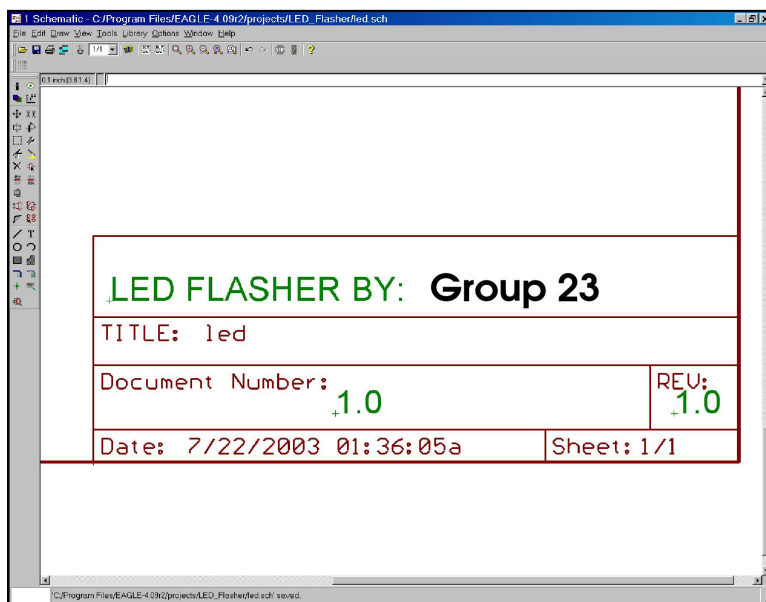 1 Schematic - C:/Program Files/EAGLE-4.09r2/projects/LED_Flasher/led.sch
File Edit Draw View Tools Library Options Window Help
1/1
0.1 inch (3.8 1.4)
LED FLASHER BY: Group 23
TITLE: led
Document Number: REV:
1.0 1.0
Date: 7/22/2003 01:36:05a Sheet: 1/1
'C:/Program Files/EAGLE-4.09r2/projects/LED_Flasher/led.sch' saved.